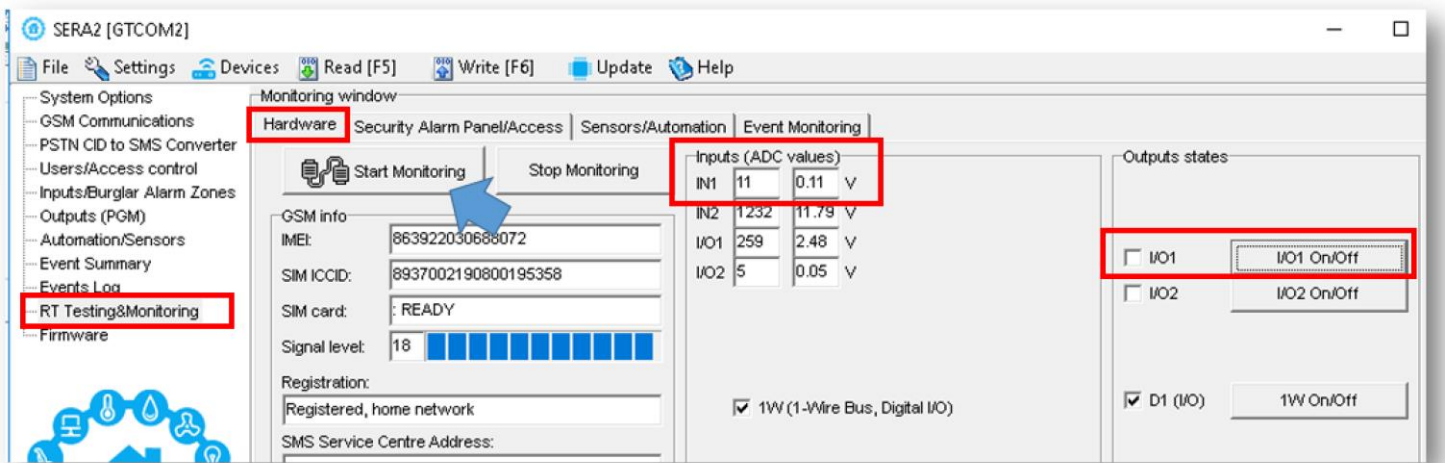 SERA2 [GTCOM2]
File Settings Devices Read [F5] Write [F6] Update Help
System Options
GSM Communications
PSTN CID to SMS Converter
Users/Access control
Inputs/Burglar Alarm Zones
Outputs (PGM)
Automation/Sensors
Event Summary
Events Log
RT Testing&Monitoring
Firmware
Monitoring window
Hardware Security Alarm Panel/Access Sensors/Automation Event Monitoring
Start Monitoring Stop Monitoring
GSM info
IMEI: 863922030688072
SIM ICCID: 8937002190800195358
SIM card: : READY
Signal level: 18
Registration:
Registered, home network
SMS Service Centre Address:
Inputs (ADC values)
IN1 11 0.11 V
IN2 1232 11.79 V
I/O1 259 2.48 V
I/O2 5 0.05 V
1W (1-Wire Bus, Digital I/O)
Outputs states
I/O1 I/O1 On/Off
I/O2 I/O2 On/Off
D1 (I/O) 1W On/Off